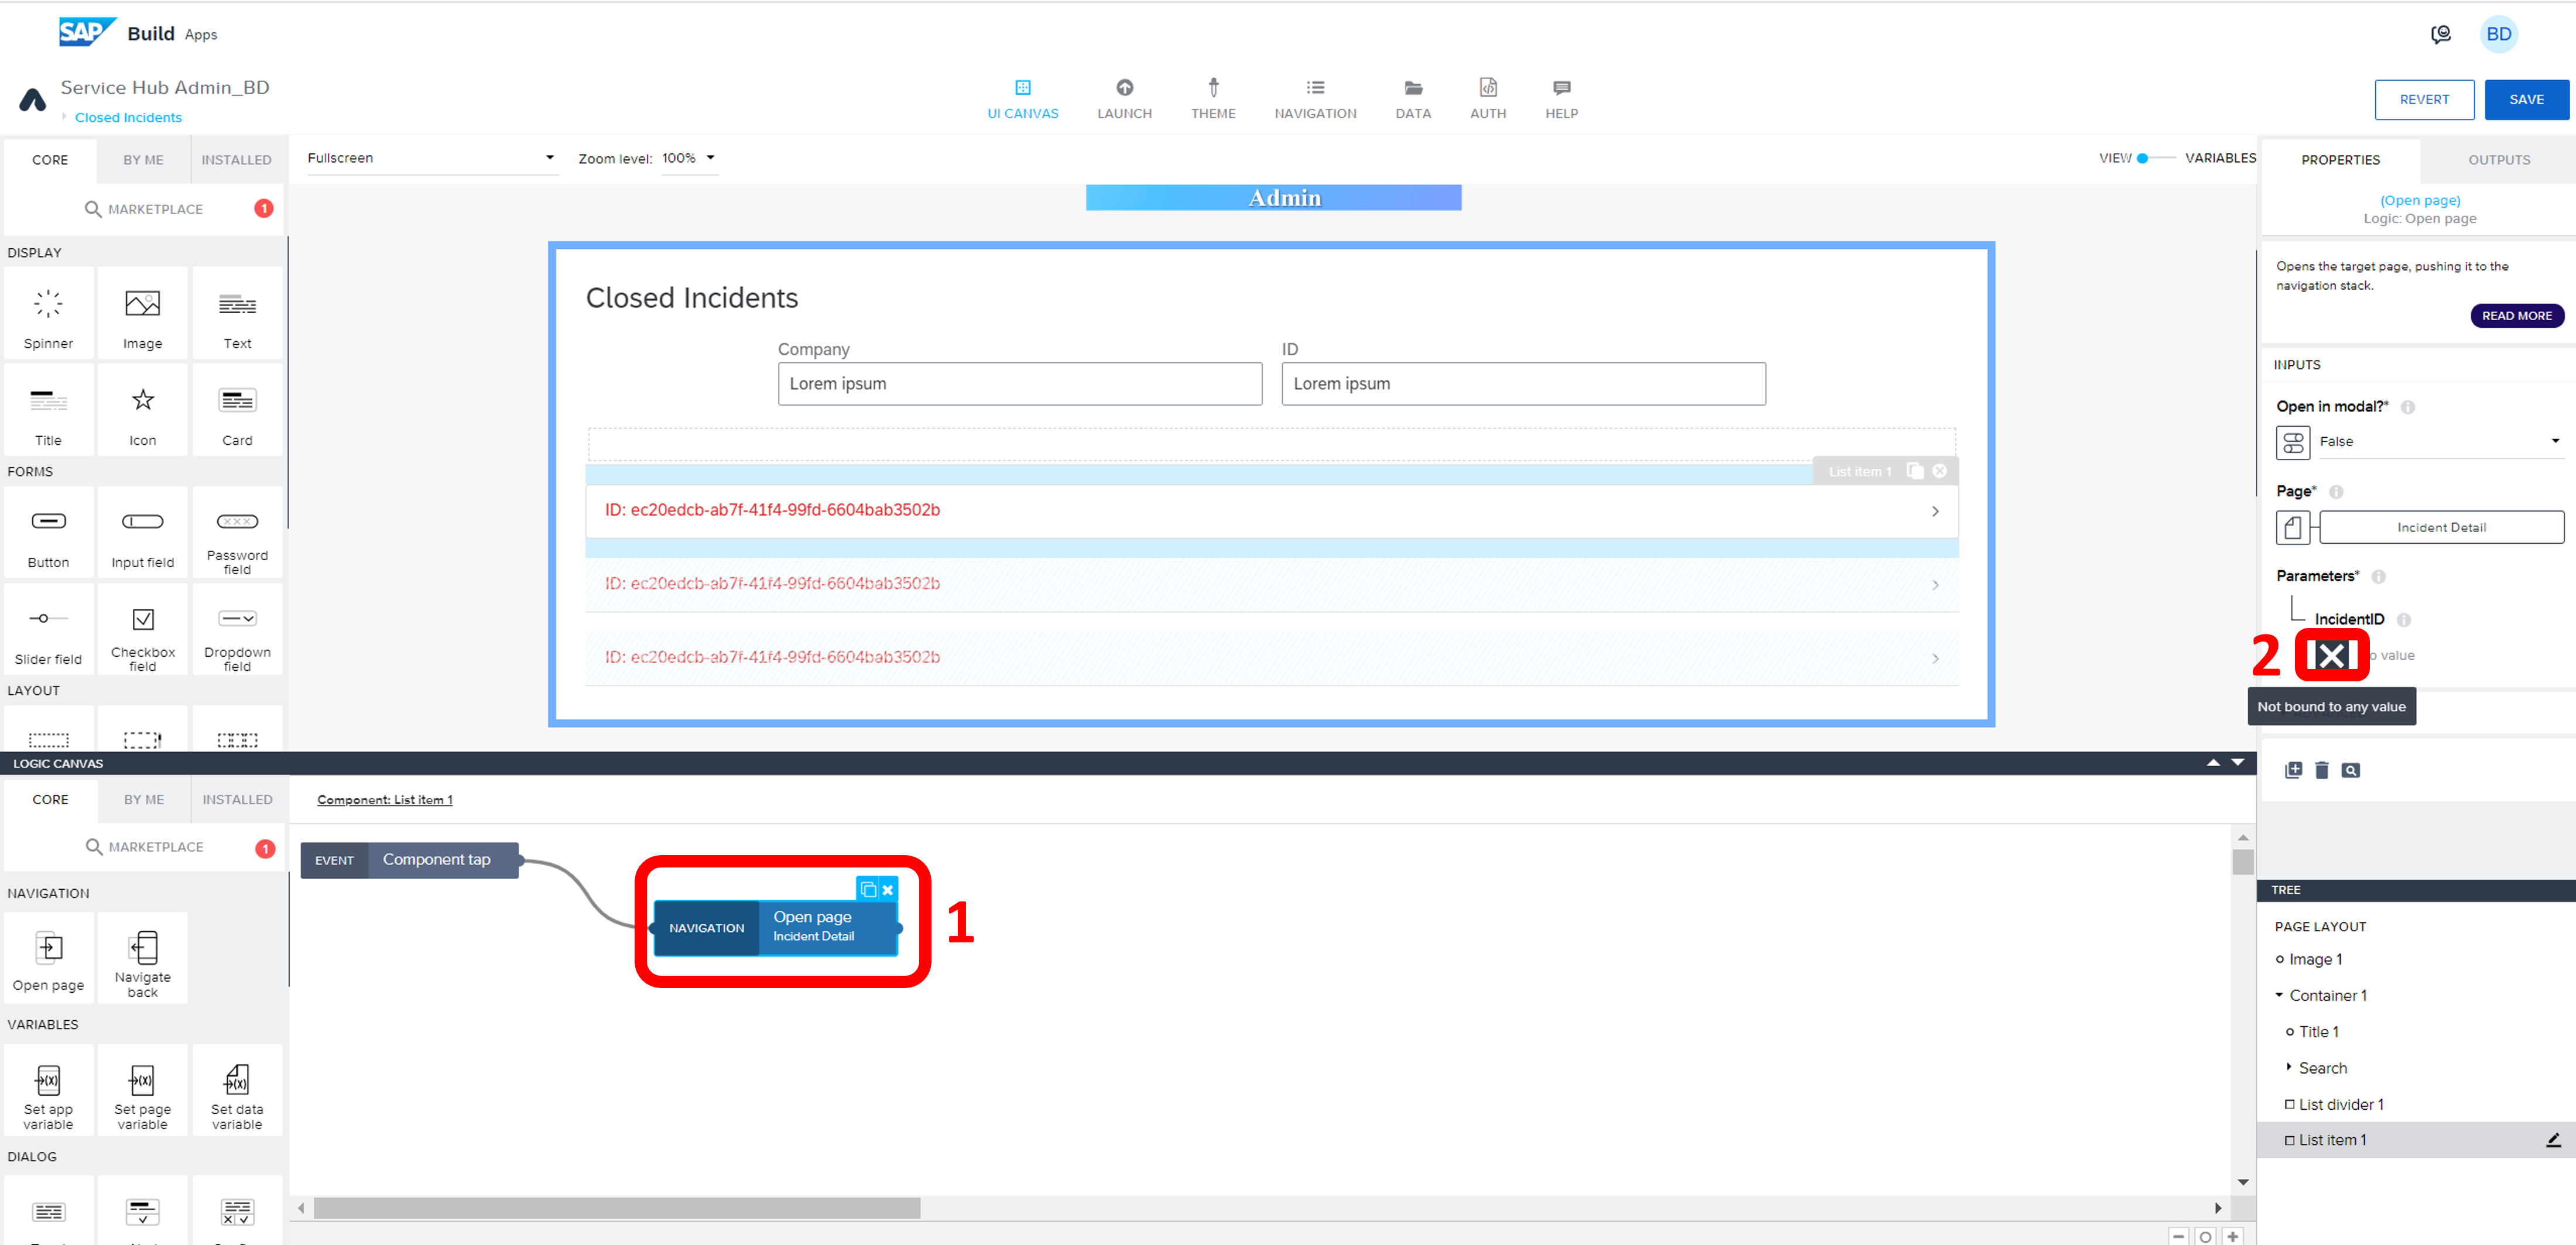 SAP Build Apps
BD
Service Hub Admin_BD
Closed Incidents
UI CANVAS
LAUNCH
THEME
NAVIGATION
DATA
AUTH
HELP
REVERT
SAVE
CORE
BY ME
INSTALLED
Fullscreen
Zoom level: 100%
VIEW
VARIABLES
MARKETPLACE
1
DISPLAY
Spinner
Image
Text
Title
Icon
Card
FORMS
Button
Input field
Password
field
Slider field
Checkbox
field
Dropdown
field
LAYOUT
Admin
Closed Incidents
Company
ID
Lorem ipsum
Lorem ipsum
List item 1
ID: ec20edcb-ab7f-41f4-99fd-6604bab3502b
ID: ec20edcb-ab7f-41f4-99fd-6604bab3502b
ID: ec20edcb-ab7f-41f4-99fd-6604bab3502b
PROPERTIES
OUTPUTS
(Open page)
Logic: Open page
Opens the target page, pushing it to the
navigation stack.
READ MORE
INPUTS
Open in modal?*
False
Page*
Incident Detail
Parameters*
IncidentID
2
o value
Not bound to any value
LOGIC CANVAS
CORE
BY ME
INSTALLED
Component: List item 1
MARKETPLACE
1
NAVIGATION
Open page
Navigate
back
VARIABLES
Set app
variable
Set page
variable
Set data
variable
DIALOG
EVENT
Component tap
NAVIGATION
Open page
Incident Detail
1
TREE
PAGE LAYOUT
Image 1
Container 1
Title 1
Search
List divider 1
List item 1